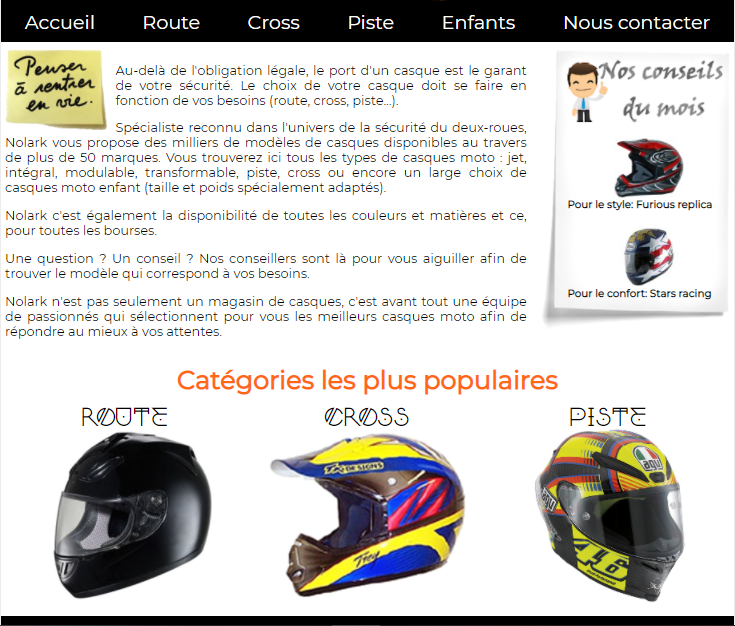 Accueil Route Cross Piste Enfants Nous contacter
Penser
à rentrer
en vie.
Au-delà de l'obligation légale, le port d'un casque est le garant
de votre sécurité. Le choix de votre casque doit se faire en
fonction de vos besoins (route, cross, piste...).
Spécialiste reconnu dans l'univers de la sécurité du deux-roues,
Nolark vous propose des milliers de modèles de casques disponibles au travers
de plus de 50 marques. Vous trouverez ici tous les types de casques moto : jet,
intégral, modulable, transformable, piste, cross ou encore un large choix de
casques moto enfant (taille et poids spécialement adaptés).
Nolark c'est également la disponibilité de toutes les couleurs et matières et ce,
pour toutes les bourses.
Une question ? Un conseil ? Nos conseillers sont là pour vous aiguiller afin de
trouver le modèle qui correspond à vos besoins.
Nolark n'est pas seulement un magasin de casques, c'est avant tout une équipe
de passionnés qui sélectionnent pour vous les meilleurs casques moto afin de
répondre au mieux à vos attentes.
Nos conseils
du mois
Pour le style: Furious replica
Pour le confort: Stars racing
Catégories les plus populaires
ROUTE CROSS PISTE
DESIGNS
Troy
agu
agu
46